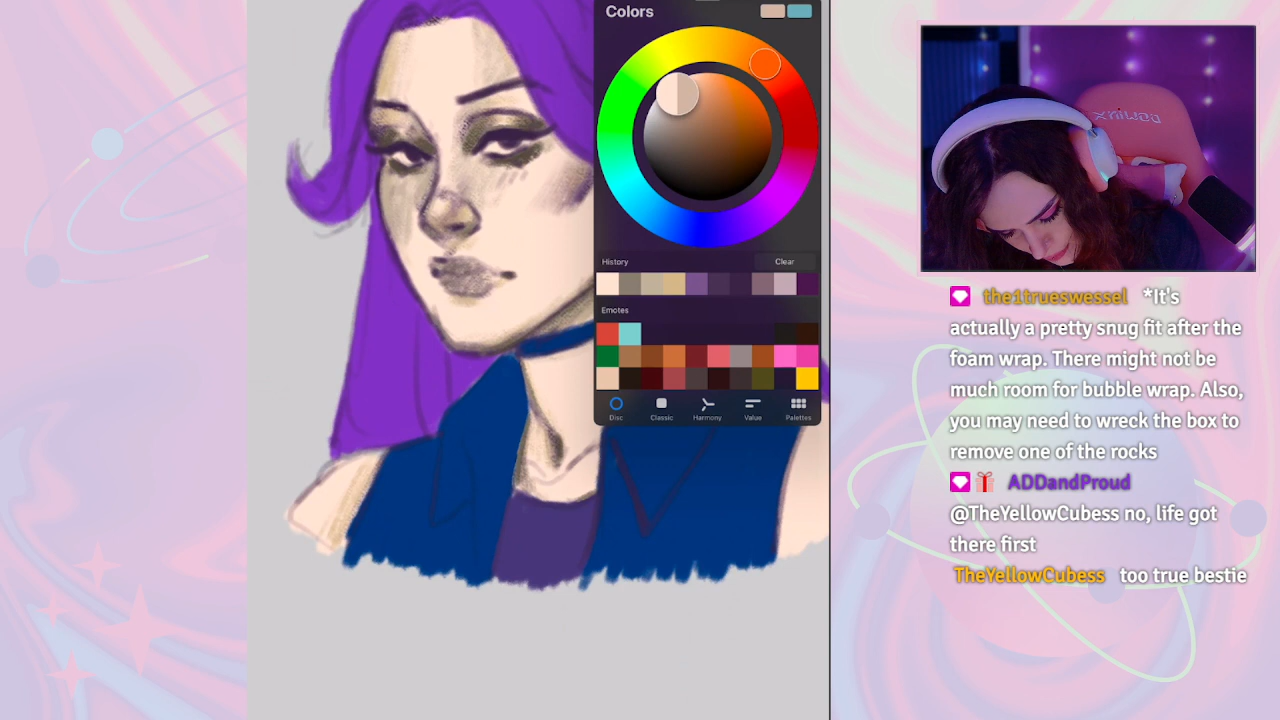 Colors
History
Clear
Emotes
Disc
Classic
Harmony
Value
Palettes
the1trueswessel *It's
actually a pretty snug fit after the
foam wrap. There might not be
much room for bubble wrap. Also,
you may need to wreck the box to
remove one of the rocks
ADDandProud
@TheYellowCubess no, life got
there first
TheYellowCubess too true bestie